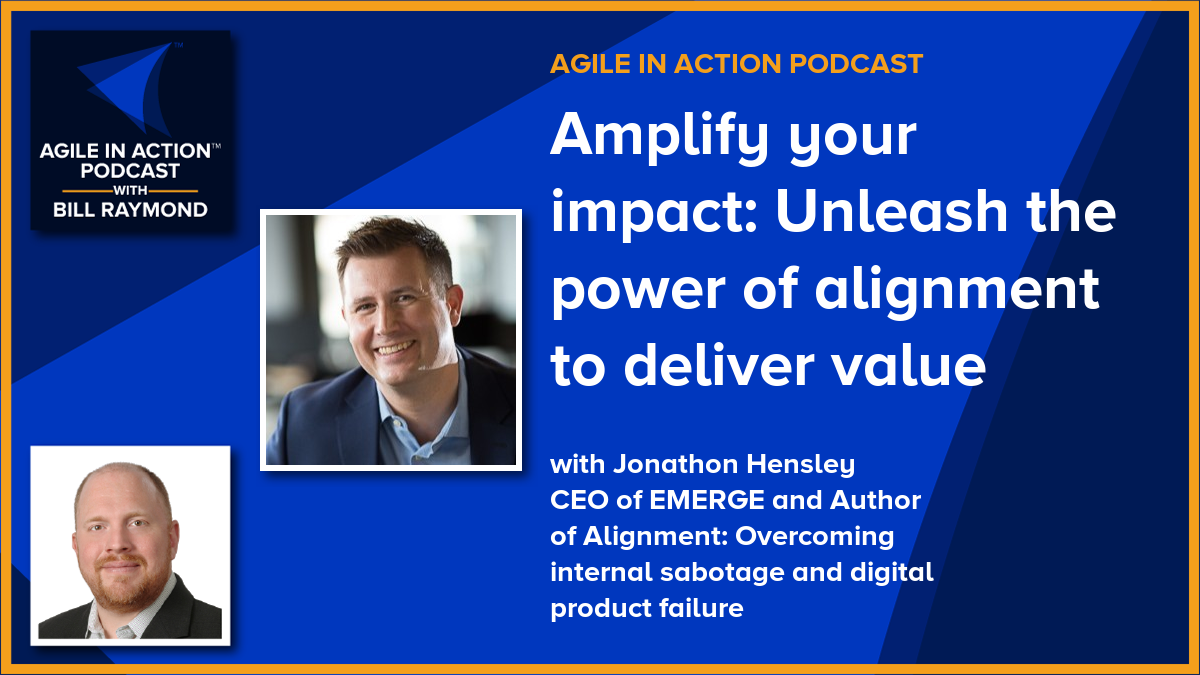 AGILE IN ACTION™
PODCAST
WITH
BILL RAYMOND
AGILE IN ACTION PODCAST
Amplify your
impact: Unleash the
power of alignment
to deliver value
with Jonathon Hensley
CEO of EMERGE and Author
of Alignment: Overcoming
internal sabotage and digital
product failure